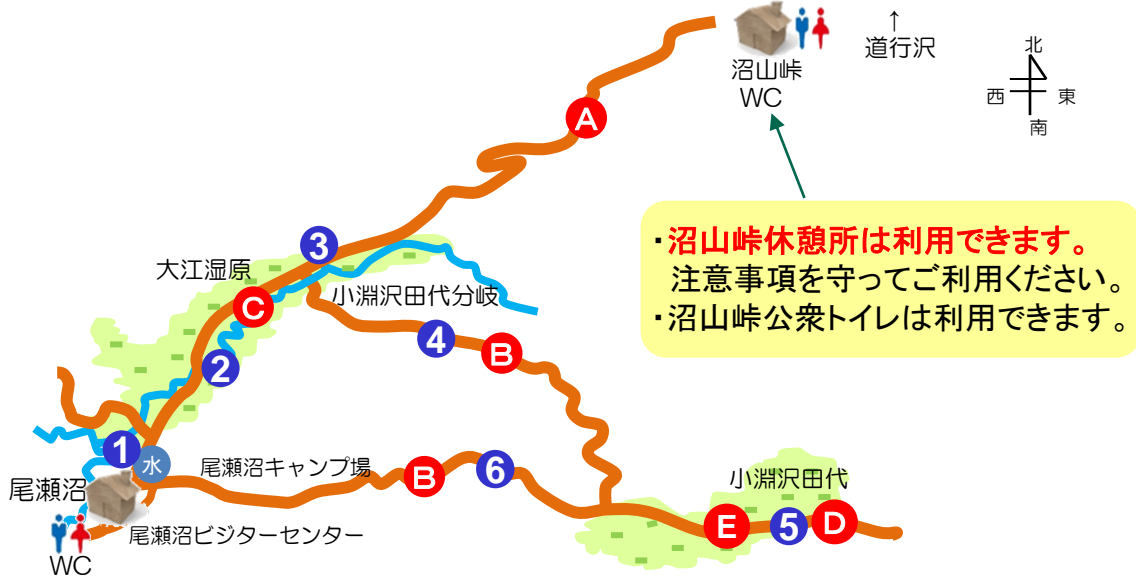 ↑
道行沢
沼山峠
WC
北
西 東
南
A
・沼山峠休憩所は利用できます。
注意事項を守ってご利用ください。
・沼山峠公衆トイレは利用できます。
3
大江湿原
C
小淵沢田代分岐
2
4
B
1
水
尾瀬沼キャンプ場
B
6
小淵沢田代
尾瀬沼
E
5
D
尾瀬沼ビジターセンター
WC